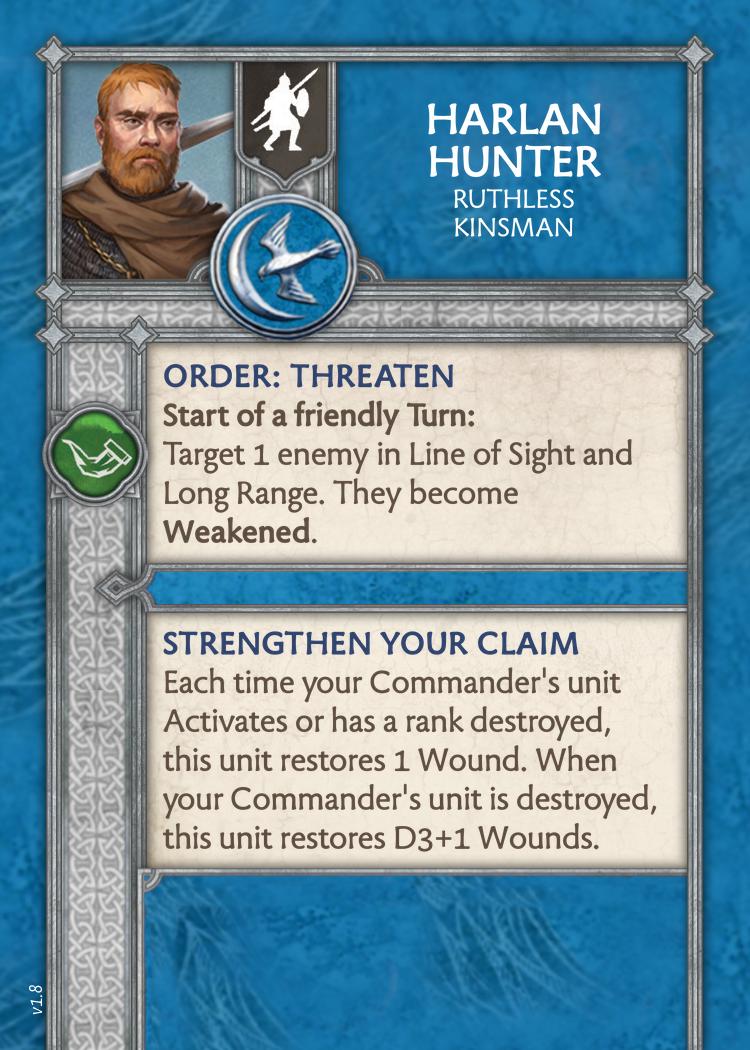 HARLAN
HUNTER
RUTHLESS
KINSMAN
ORDER: THREATEN
Start of a friendly Turn:
Target 1 enemy in Line of Sight and
Long Range. They become
Weakened.
STRENGTHEN YOUR CLAIM
Each time your Commander's unit
Activates or has a rank destroyed,
this unit restores 1 Wound. When
your Commander's unit is destroyed,
this unit restores D3+1 Wounds.
v1.8